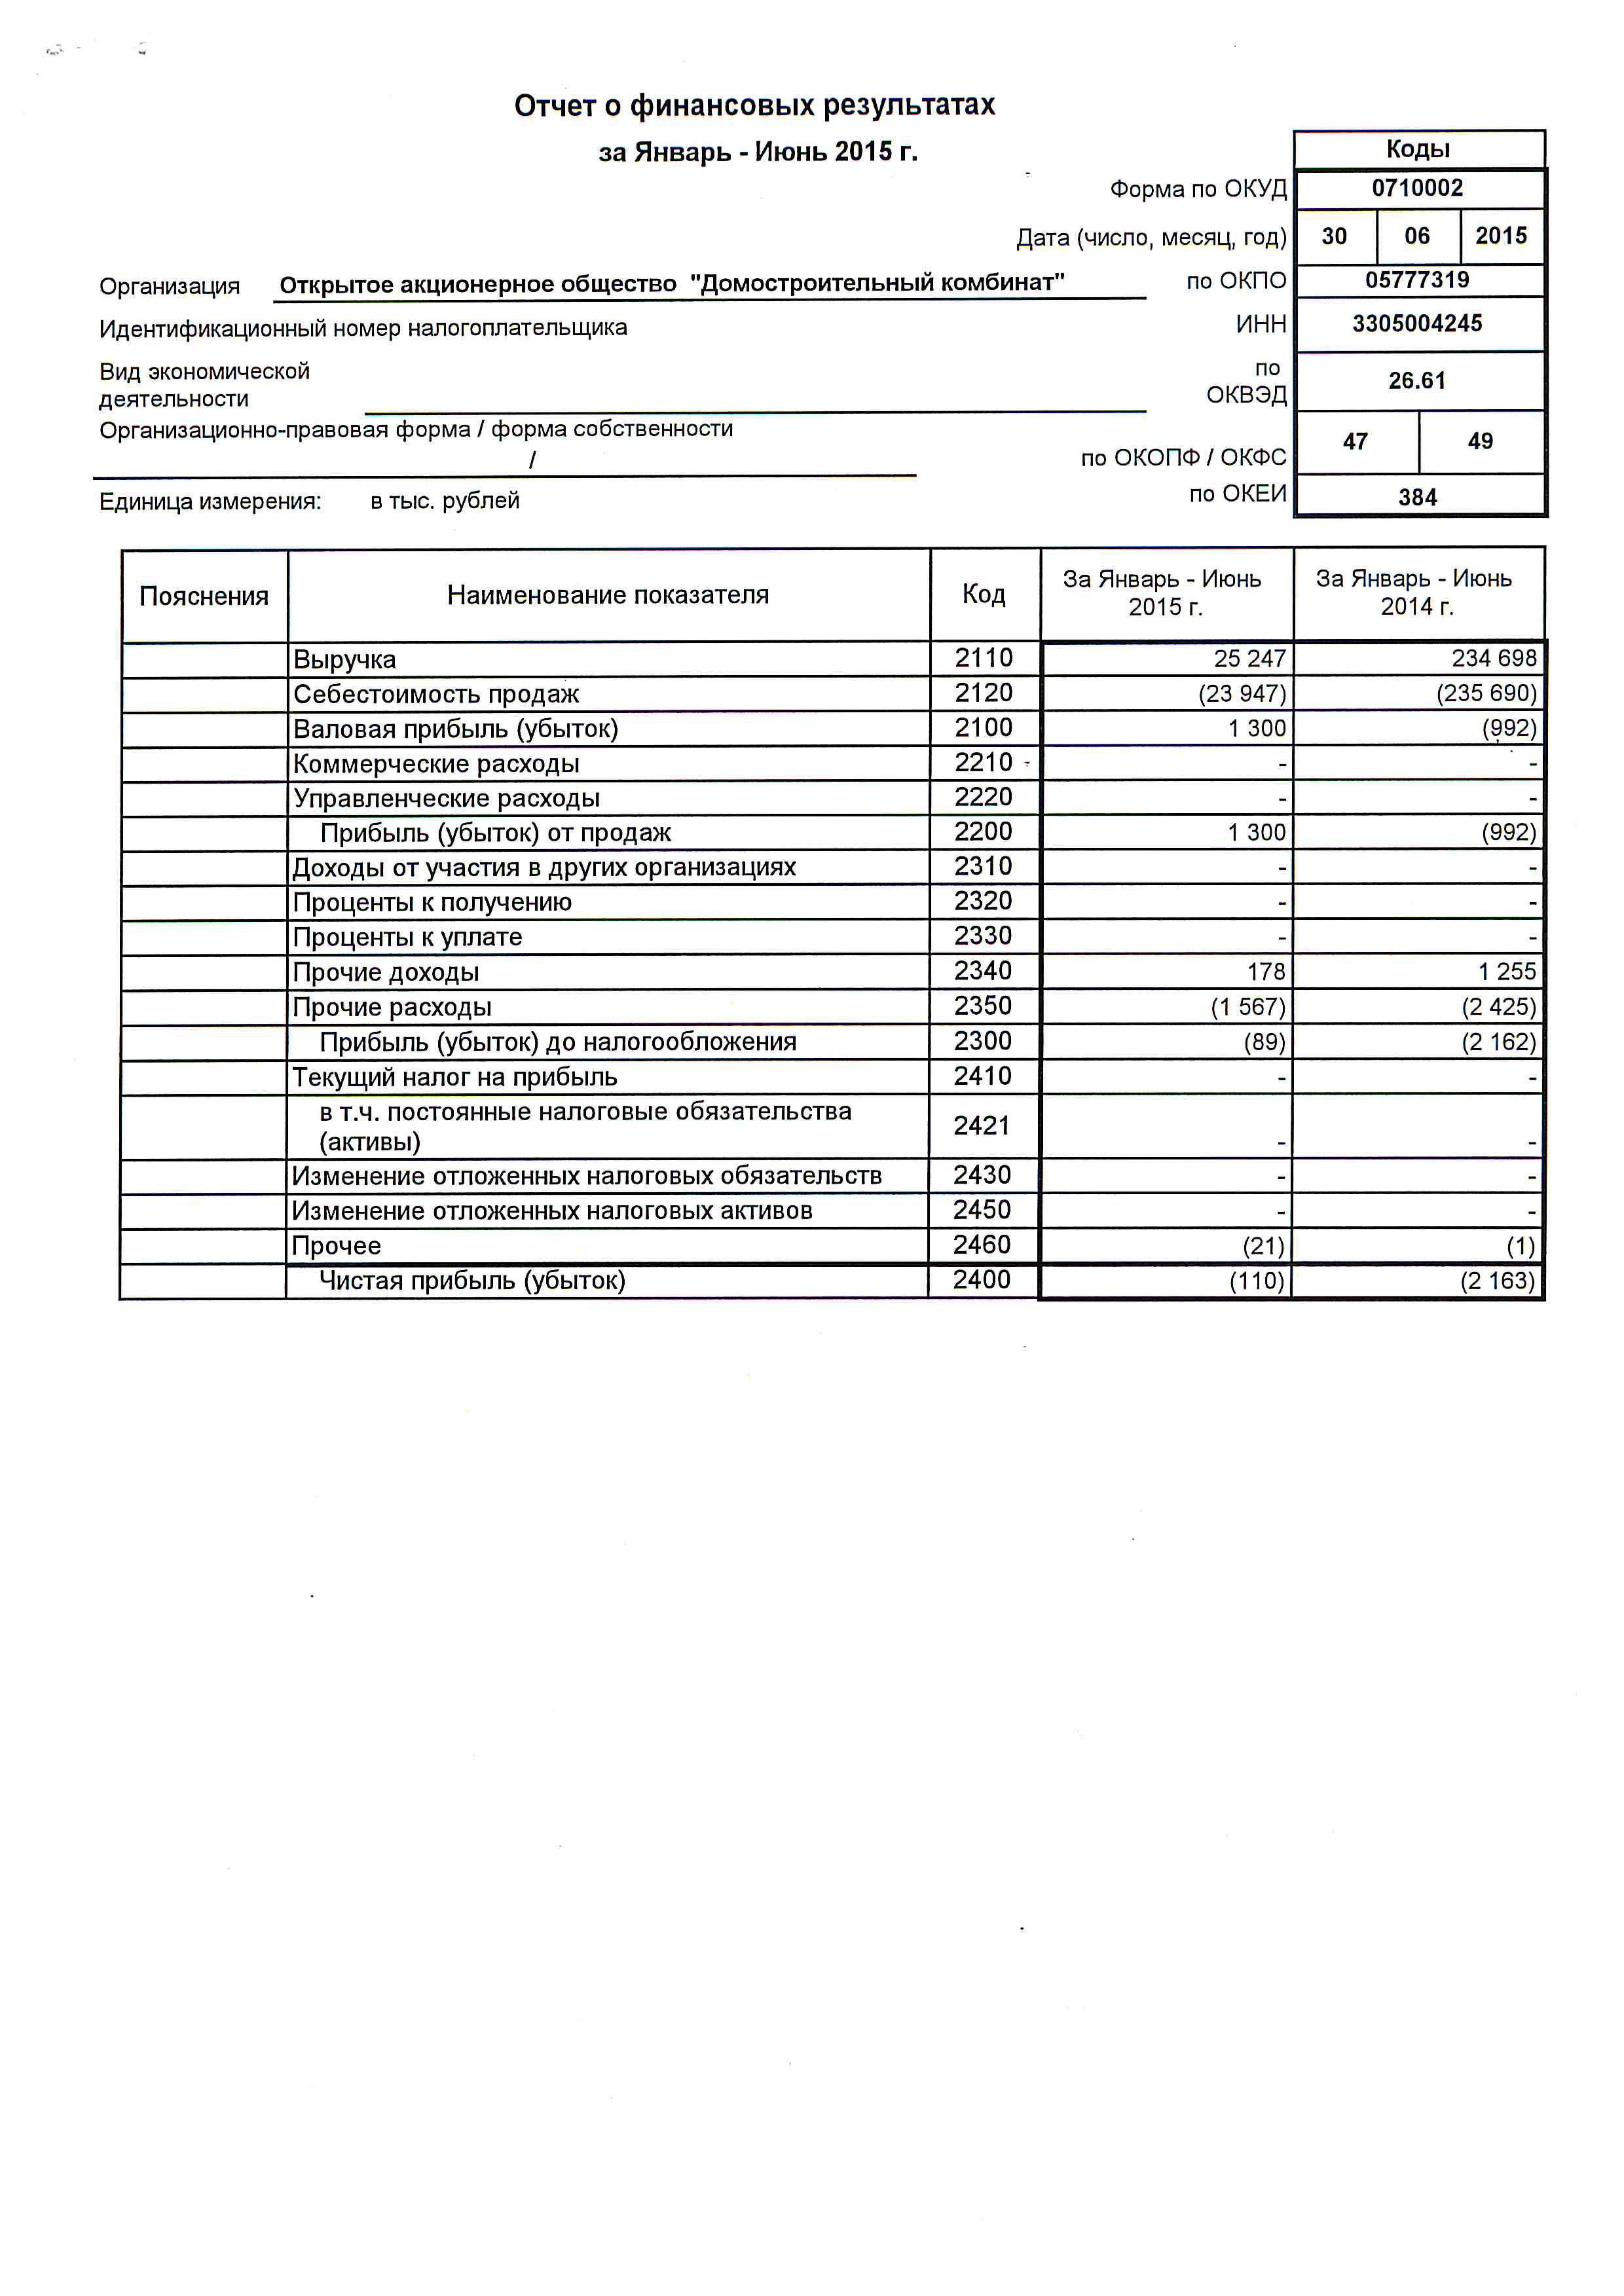 Отчет о финансовых результатах
за Январь - Июнь 2015 г.
Коды
Форма по ОКУД 0710002
Дата (число, месяц, год) 30 06 2015
Организация Открытое акционерное общество "Домостроительный комбинат" по ОКПО 05777319
Идентификационный номер налогоплательщика ИНН 3305004245
Вид экономической деятельности по ОКВЭД 26.61
Организационно-правовая форма / форма собственности
/ по ОКОПФ / ОКФС 47 49
Единица измерения: в тыс. рублей по ОКЕИ 384
Пояснения Наименование показателя Код За Январь - Июнь 2015 г. За Январь - Июнь 2014 г.
Выручка 2110 25 247 234 698
Себестоимость продаж 2120 (23 947) (235 690)
Валовая прибыль (убыток) 2100 1 300 (992)
Коммерческие расходы 2210 - -
Управленческие расходы 2220 - -
Прибыль (убыток) от продаж 2200 1 300 (992)
Доходы от участия в других организациях 2310 - -
Проценты к получению 2320 - -
Проценты к уплате 2330 - -
Прочие доходы 2340 178 1 255
Прочие расходы 2350 (1 567) (2 425)
Прибыль (убыток) до налогообложения 2300 (89) (2 162)
Текущий налог на прибыль 2410 - -
в т.ч. постоянные налоговые обязательства (активы) 2421 - -
Изменение отложенных налоговых обязательств 2430 - -
Изменение отложенных налоговых активов 2450 - -
Прочее 2460 (21) (1)
Чистая прибыль (убыток) 2400 (110) (2 163)